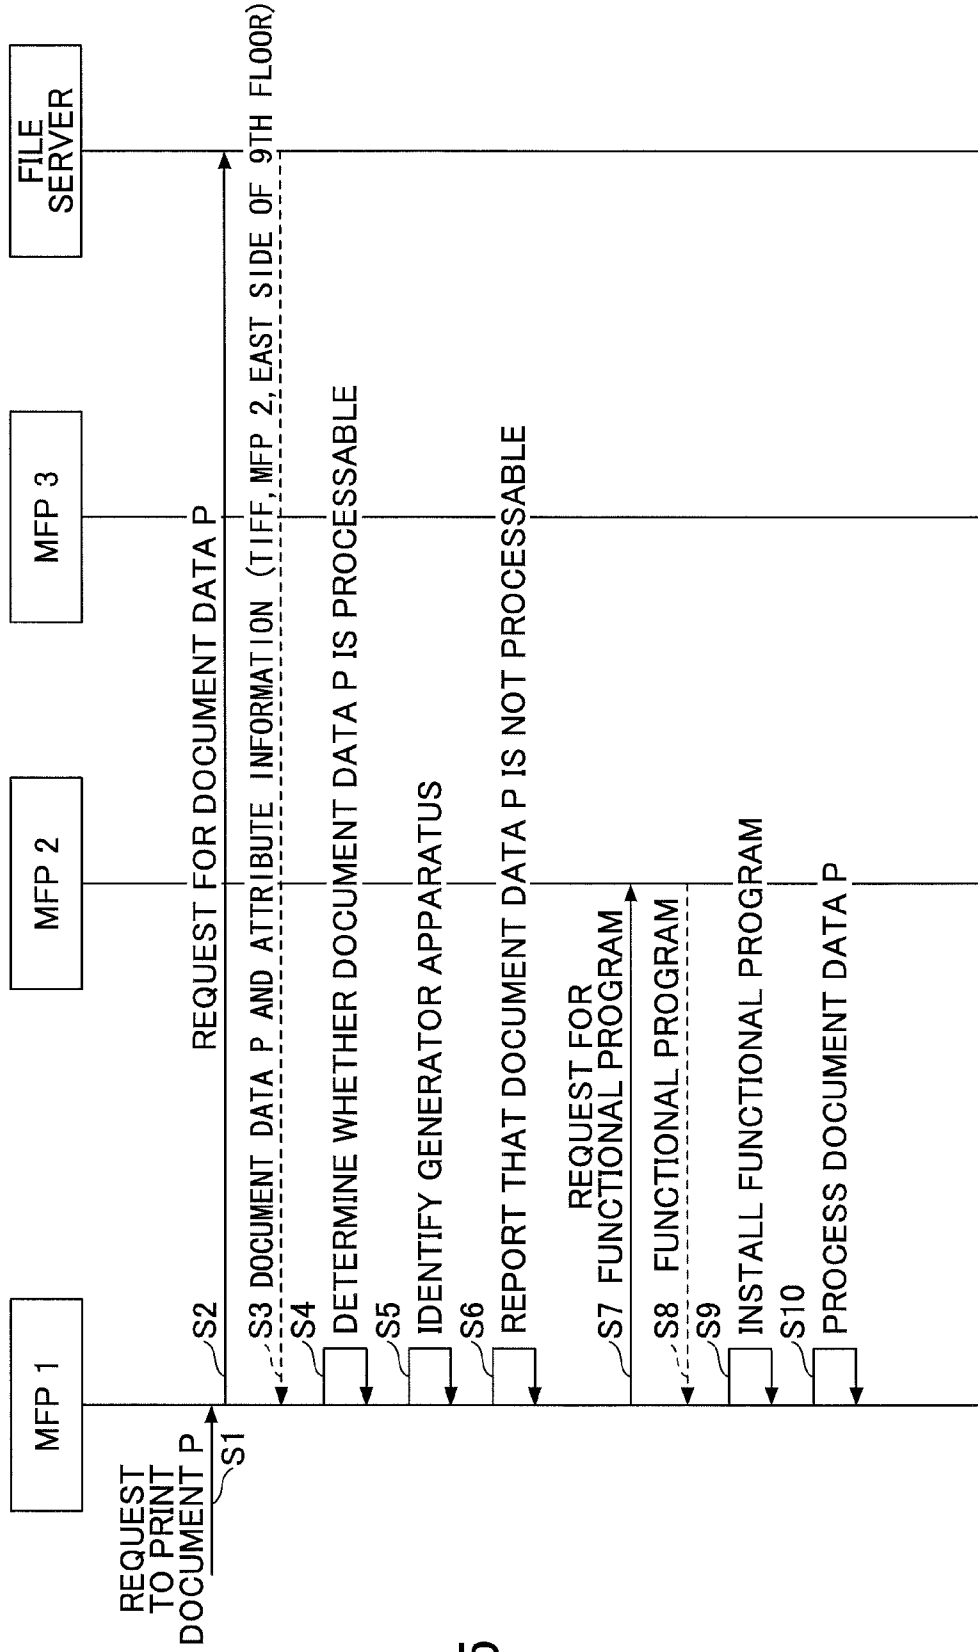 MFP 1
MFP 2
MFP 3
FILE
SERVER
REQUEST
TO PRINT
DOCUMENT P
S1
S2
REQUEST FOR DOCUMENT DATA P
S3 DOCUMENT DATA P AND ATTRIBUTE INFORMATION (TIFF, MFP 2, EAST SIDE OF 9TH FLOOR)
S4
DETERMINE WHETHER DOCUMENT DATA P IS PROCESSABLE
S5
IDENTIFY GENERATOR APPARATUS
S6
REPORT THAT DOCUMENT DATA P IS NOT PROCESSABLE
REQUEST FOR
S7 FUNCTIONAL PROGRAM
S8 FUNCTIONAL PROGRAM
S9
INSTALL FUNCTIONAL PROGRAM
S10
PROCESS DOCUMENT DATA P